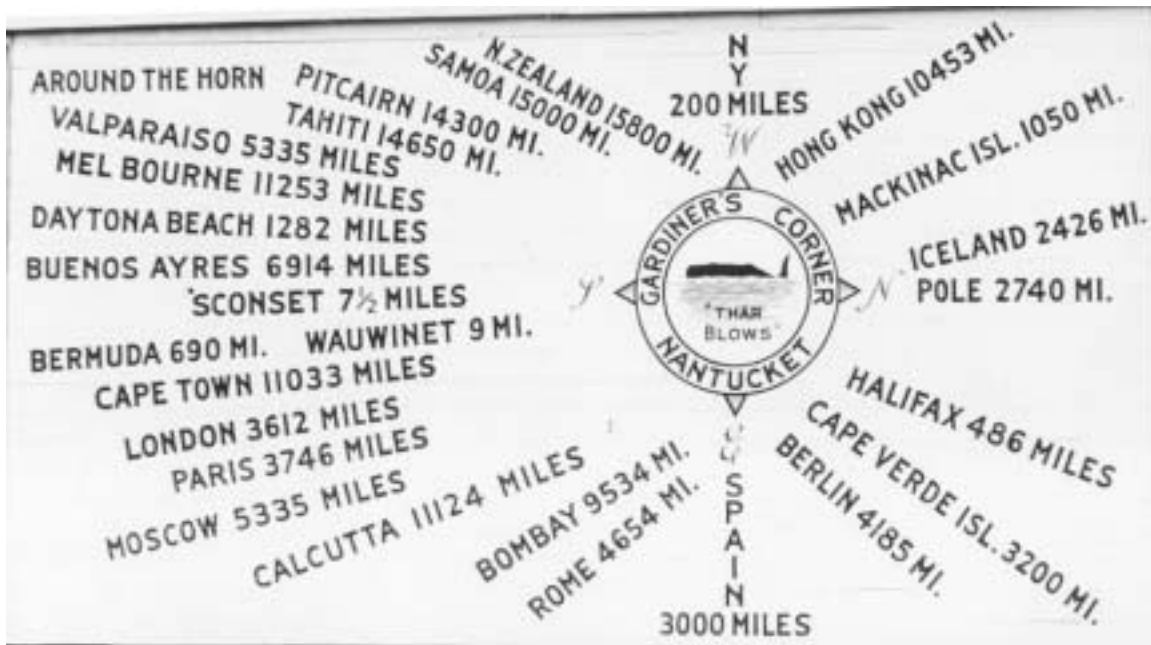 AROUND THE HORN
PITCAIRN 14300 MI.
TAHITI 14650 MI.
SAMOA 15000 MI.
N.ZEALAND 15800 MI.
VALPARAISO 5335 MILES
MEL BOURNE 11253 MILES
DAYTONA BEACH 1282 MILES
BUENOS AYRES 6914 MILES
'SCONSET 7½ MILES
BERMUDA 690 MI.
WAUWINET 9 MI.
CAPE TOWN 11033 MILES
LONDON 3612 MILES
PARIS 3746 MILES
MOSCOW 5335 MILES
CALCUTTA 11124 MILES
BOMBAY 9534 MI.
ROME 4654 MI.
NY
200 MILES
W
GARDINER'S CORNER
"THAR
BLOWS"
NANTUCKET
S
N
SPAIN
3000 MILES
HONG KONG 10453 MI.
MACKINAC ISL. 1050 MI.
ICELAND 2426 MI.
POLE 2740 MI.
HALIFAX 486 MILES
CAPE VERDE ISL. 3200 MI.
BERLIN 4185 MI.